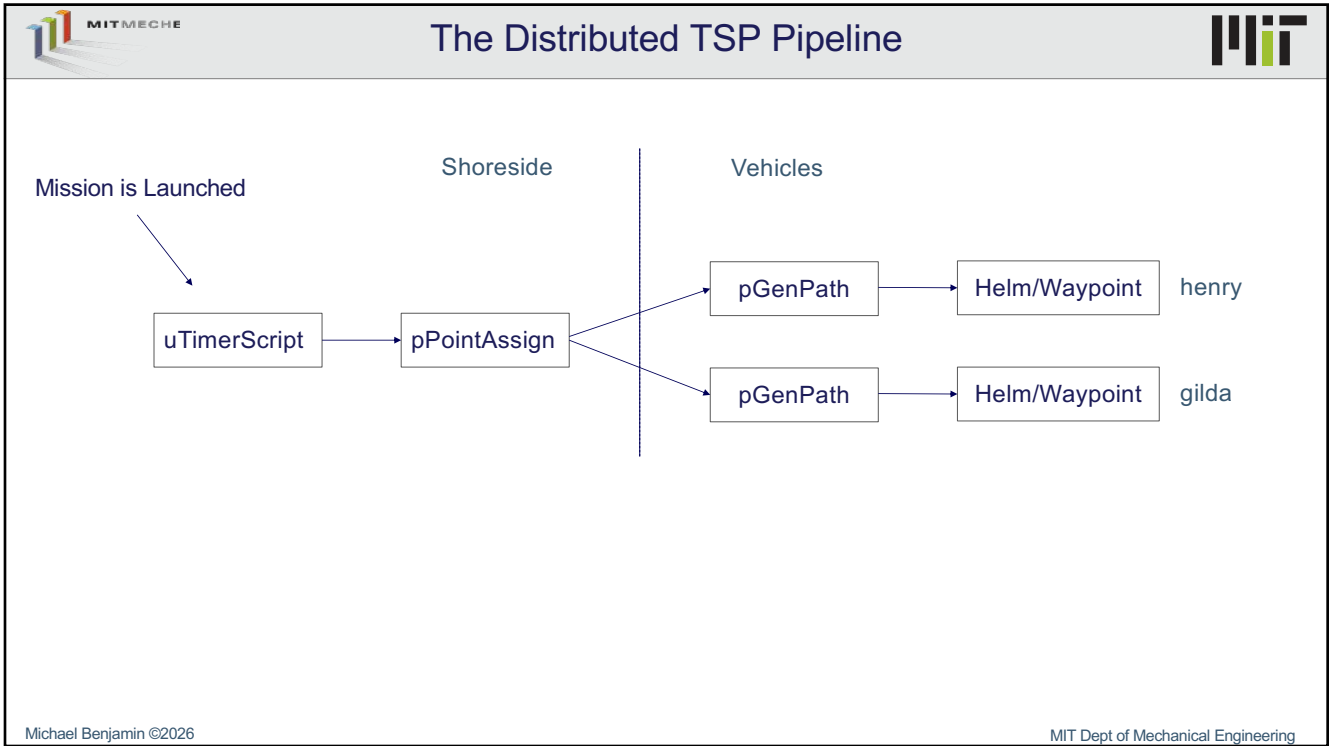 MITMECHE
The Distributed TSP Pipeline
MIT
Shoreside
Vehicles
Mission is Launched
uTimerScript
pPointAssign
pGenPath
Helm/Waypoint
henry
pGenPath
Helm/Waypoint
gilda
Michael Benjamin ©2026
MIT Dept of Mechanical Engineering